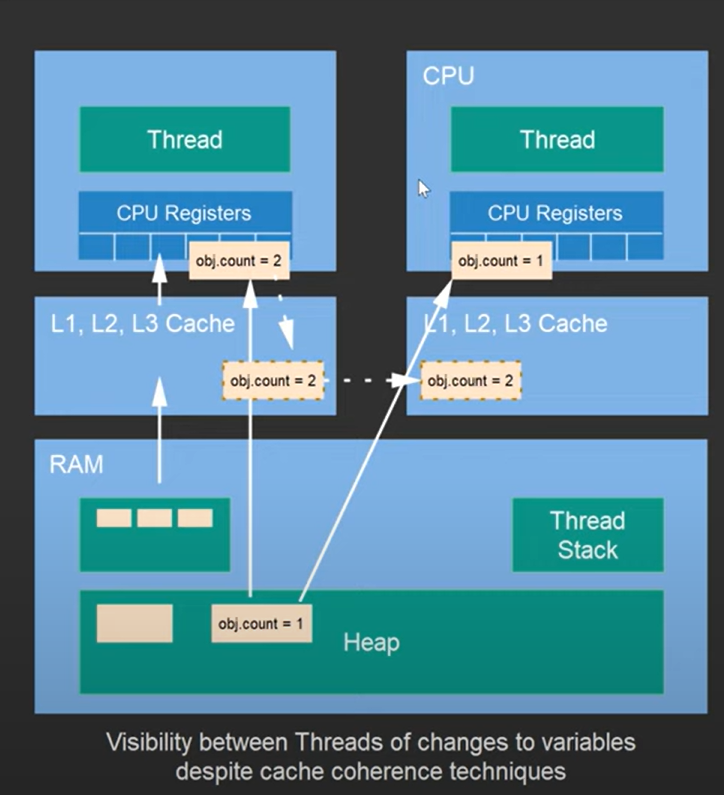 CPU
Thread
Thread
CPU Registers
CPU Registers
obj.count = 2
obj.count = 1
L1, L2, L3 Cache
L1, L2, L3 Cache
obj.count = 2
obj.count = 2
RAM
Thread
Stack
obj.count = 1
Heap
Visibility between Threads of changes to variables
despite cache coherence techniques